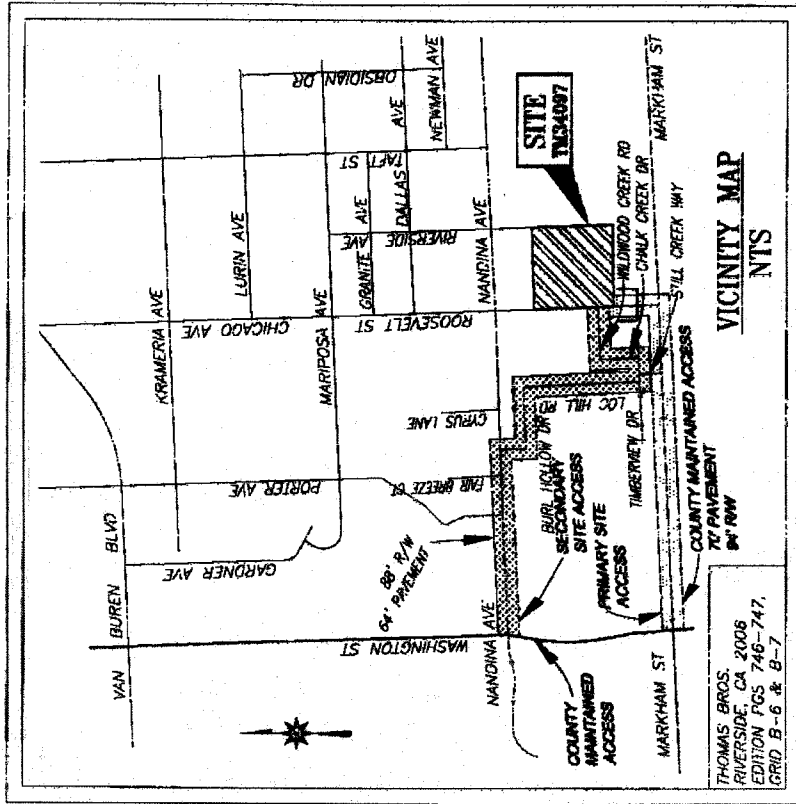 VAN BUREN BLVD
KRAMERIA AVE
LURIN AVE
OBSIDIAN DR
CHICAGO AVE
MARIPOSA AVE
GARDNER AVE
PORTER AVE
TAFT ST
GRANITE AVE
DALLAS AVE
NEWMAN AVE
RIVERSIDE AVE
ROOSEVELT ST
WASHINGTON ST
88' R/W
64' PAVEMENT
FAIR BREEZE CT
CYRUS LANE
NANDINA AVE
NANDINA AVE
SITE
TM34097
BURL HOLLOW DR
SECONDARY
SITE ACCESS
LOC HILL RD
WILDWOOD CREEK RD
CHALK CREEK DR
STILL CREEK WAY
TIMBERVIEW DR
PRIMARY SITE
ACCESS
COUNTY
MAINTAINED
ACCESS
MARKHAM ST
MARKHAM ST
COUNTY MAINTAINED ACCESS
70' PAVEMENT
94' R/W
VICINITY MAP
NTS
THOMAS BROS.
RIVERSIDE, CA 2006
EDITION PGS 746-747,
GRID B-6 & B-7